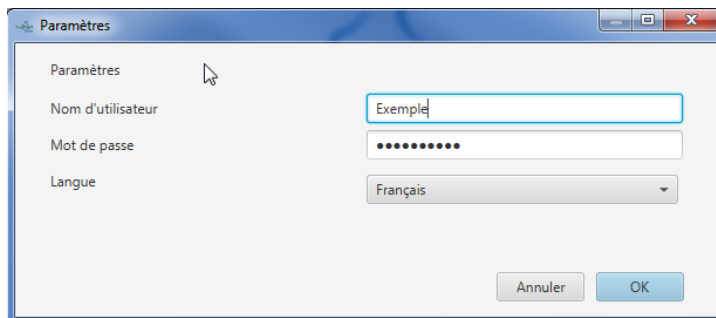 Paramètres
Paramètres
Nom d'utilisateur Exemple
Mot de passe ••••••••••
Langue Français
Annuler OK